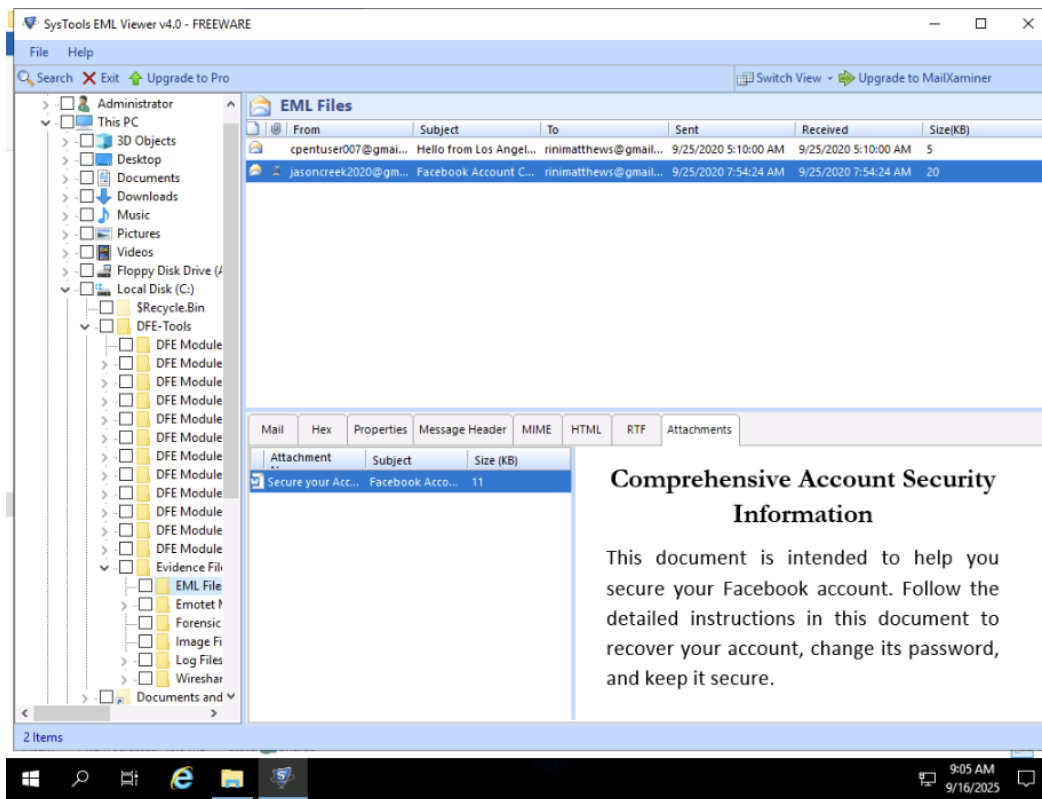 SysTools EML Viewer v4.0 - FREEWARE
File Help
Search Exit Upgrade to Pro Switch View Upgrade to MailXaminer
Administrator
This PC
3D Objects
Desktop
Documents
Downloads
Music
Pictures
Videos
Floppy Disk Drive (A
Local Disk (C:)
$Recycle.Bin
DFE-Tools
DFE Module
DFE Module
DFE Module
DFE Module
DFE Module
DFE Module
DFE Module
DFE Module
DFE Module
DFE Module
DFE Module
DFE Module
Evidence File
EML File
Emotet
Forensic
Image Fi
Log Files
Wireshar
Documents and
EML Files
From Subject To Sent Received Size(KB)
cpentuser007@gmai... Hello from Los Angel... rinimatthews@gmail... 9/25/2020 5:10:00 AM 9/25/2020 5:10:00 AM 5
jasoncreek2020@gm... Facebook Account C... rinimatthews@gmail... 9/25/2020 7:54:24 AM 9/25/2020 7:54:24 AM 20
Mail Hex Properties Message Header MIME HTML RTF Attachments
Attachment Subject Size (KB)
Secure your Acc... Facebook Acco... 11
Comprehensive Account Security
Information
This document is intended to help you
secure your Facebook account. Follow the
detailed instructions in this document to
recover your account, change its password,
and keep it secure.
2 Items
9:05 AM
9/16/2025